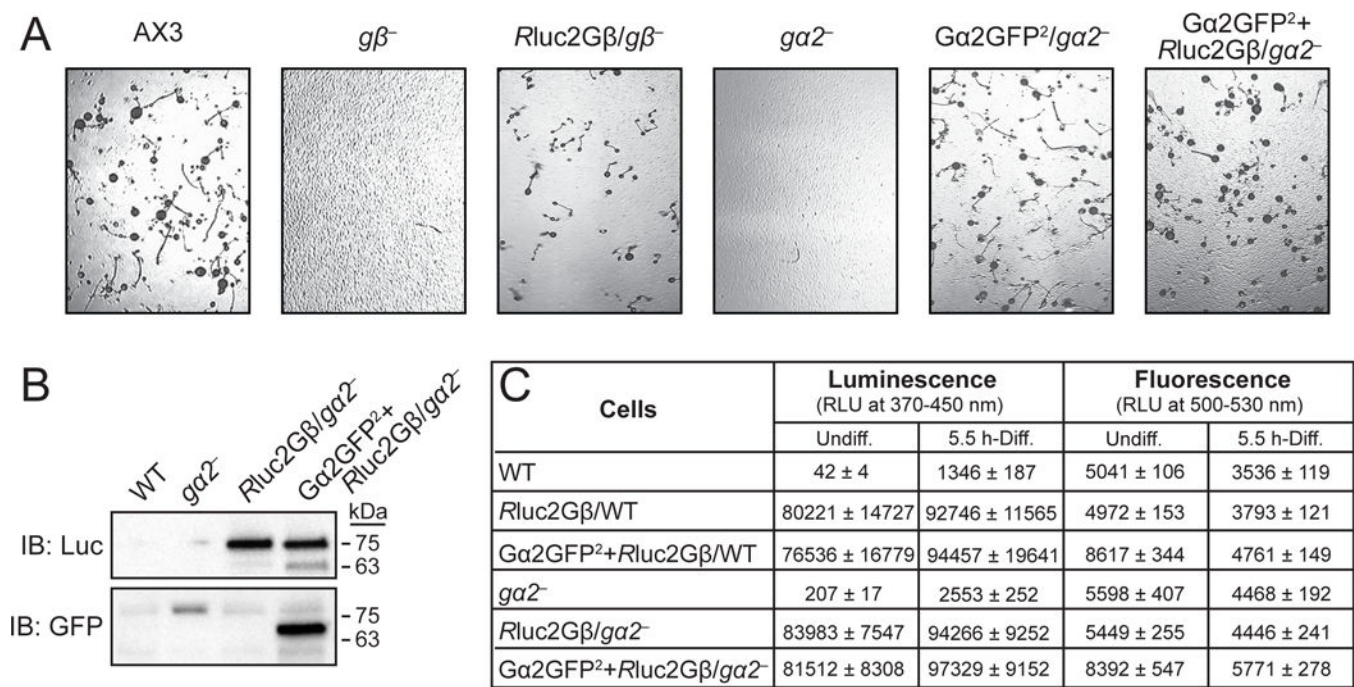 A
AX3
gβ–
Rluc2Gβ/gβ–
gα2–
Gα2GFP²/gα2–
Gα2GFP²+
Rluc2Gβ/gα2–
B
WT
gα2–
Rluc2Gβ/gα2–
Gα2GFP²+
Rluc2Gβ/gα2–
kDa
IB: Luc
- 75
- 63
IB: GFP
- 75
- 63
C
Cells Luminescence Fluorescence
(RLU at 370-450 nm) (RLU at 500-530 nm)
Undiff. 5.5 h-Diff. Undiff. 5.5 h-Diff.
WT 42 ± 4 1346 ± 187 5041 ± 106 3536 ± 119
Rluc2Gβ/WT 80221 ± 14727 92746 ± 11565 4972 ± 153 3793 ± 121
Gα2GFP²+Rluc2Gβ/WT 76536 ± 16779 94457 ± 19641 8617 ± 344 4761 ± 149
gα2– 207 ± 17 2553 ± 252 5598 ± 407 4468 ± 192
Rluc2Gβ/gα2– 83983 ± 7547 94266 ± 9252 5449 ± 255 4446 ± 241
Gα2GFP²+Rluc2Gβ/gα2– 81512 ± 8308 97329 ± 9152 8392 ± 547 5771 ± 278